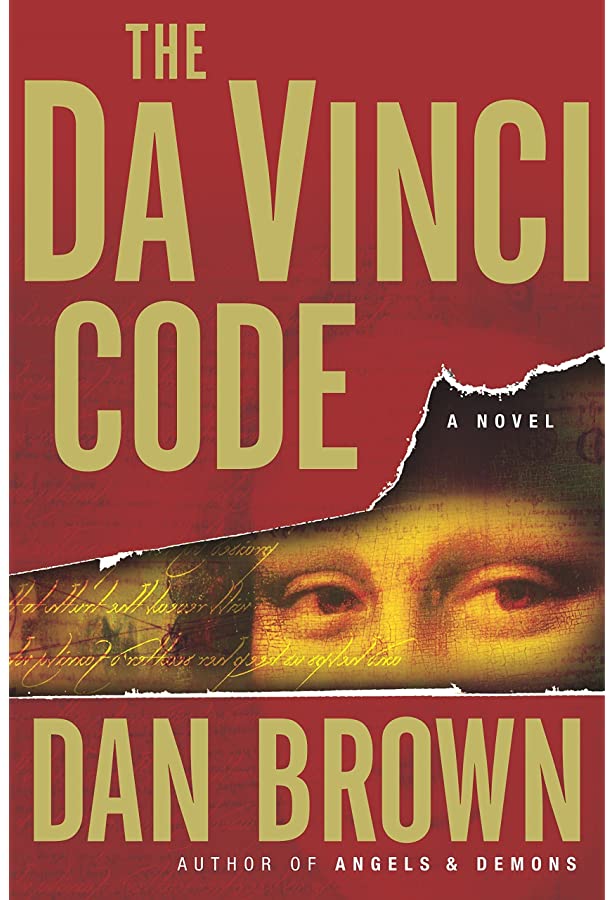 THE
DA VINCI
CODE
A NOVEL
DAN BROWN
AUTHOR OF ANGELS & DEMONS